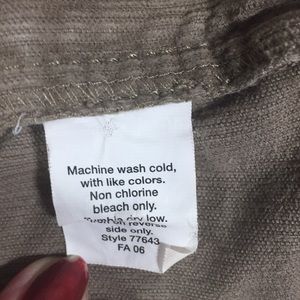 Machine wash cold,
with like colors.
Non chlorine
bleach only.
Tumble dry low.
on reverse
side only.
Style 77643
FA 06